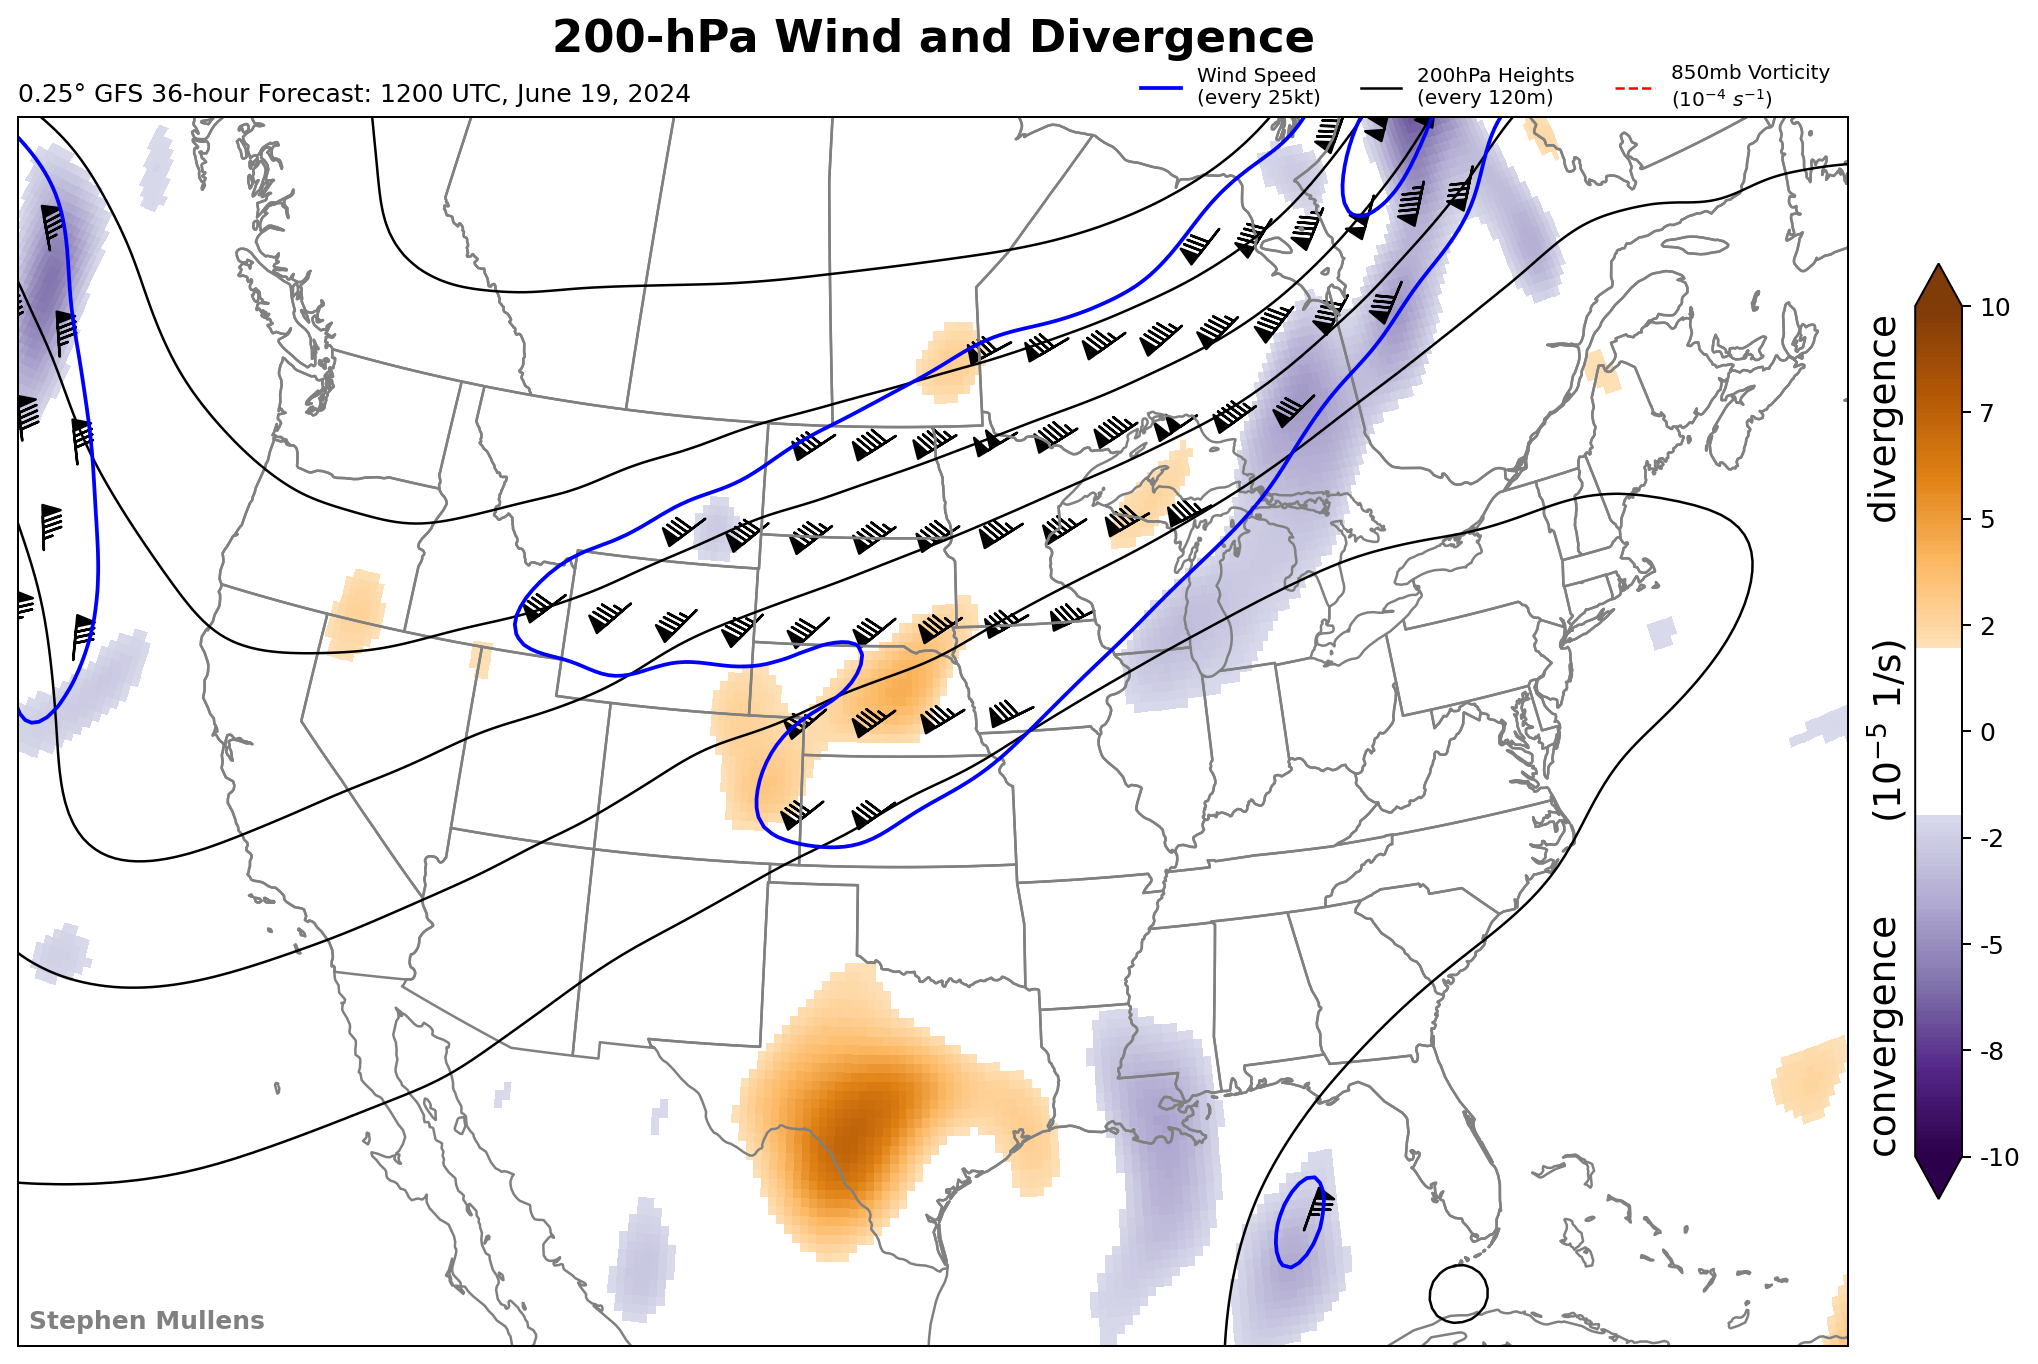 200-hPa Wind and Divergence
0.25° GFS 36-hour Forecast: 1200 UTC, June 19, 2024
Wind Speed
(every 25kt)
200hPa Heights
(every 120m)
850mb Vorticity
(10⁻⁴ s⁻¹)
10
7
5
2
0
-2
-5
-8
-10
convergence (10⁻⁵ 1/s) divergence
Stephen Mullens